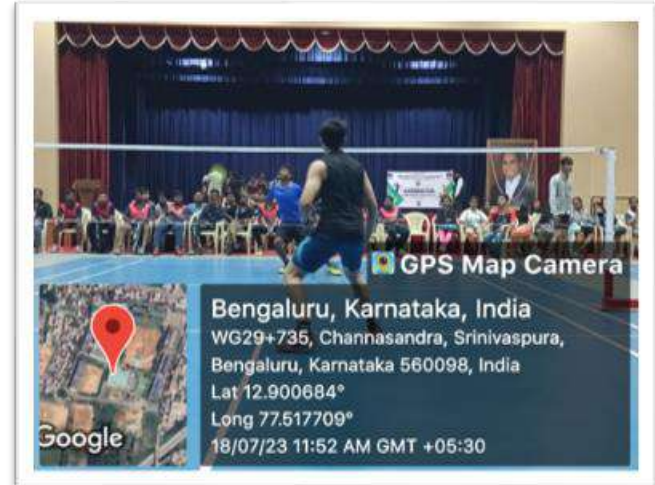 GPS Map Camera
Bengaluru, Karnataka, India
WG29+735, Channasandra, Srinivaspura,
Bengaluru, Karnataka 560098, India
Lat 12.900684°
Long 77.517709°
18/07/23 11:52 AM GMT +05:30
Google